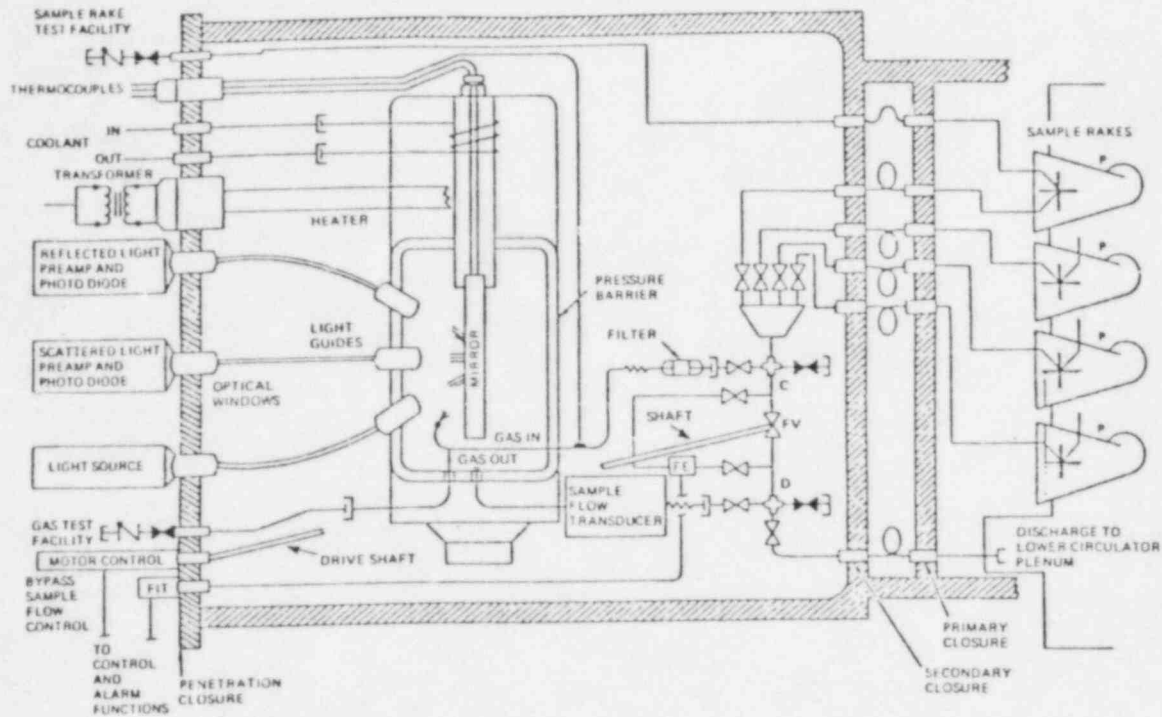 SAMPLE RAKE
TEST FACILITY
THERMOCOUPLES
IN
COOLANT
OUT
TRANSFORMER
HEATER
REFLECTED LIGHT
PREAMP AND
PHOTO DIODE
SCATTERED LIGHT
PREAMP AND
PHOTO DIODE
LIGHT
GUIDES
OPTICAL
WINDOWS
LIGHT SOURCE
MIRROR
PRESSURE
BARRIER
FILTER
GAS IN
GAS OUT
SHAFT
FE
SAMPLE
FLOW
TRANSDUCER
C
FV
D
SAMPLE RAKES
P
P
P
P
GAS TEST
FACILITY
MOTOR CONTROL
DRIVE SHAFT
BYPASS
SAMPLE
FLOW
CONTROL
FIT
TO
CONTROL
AND
ALARM
FUNCTIONS
PENETRATION
CLOSURE
DISCHARGE TO
LOWER CIRCULATOR
PLENUM
PRIMARY
CLOSURE
SECONDARY
CLOSURE